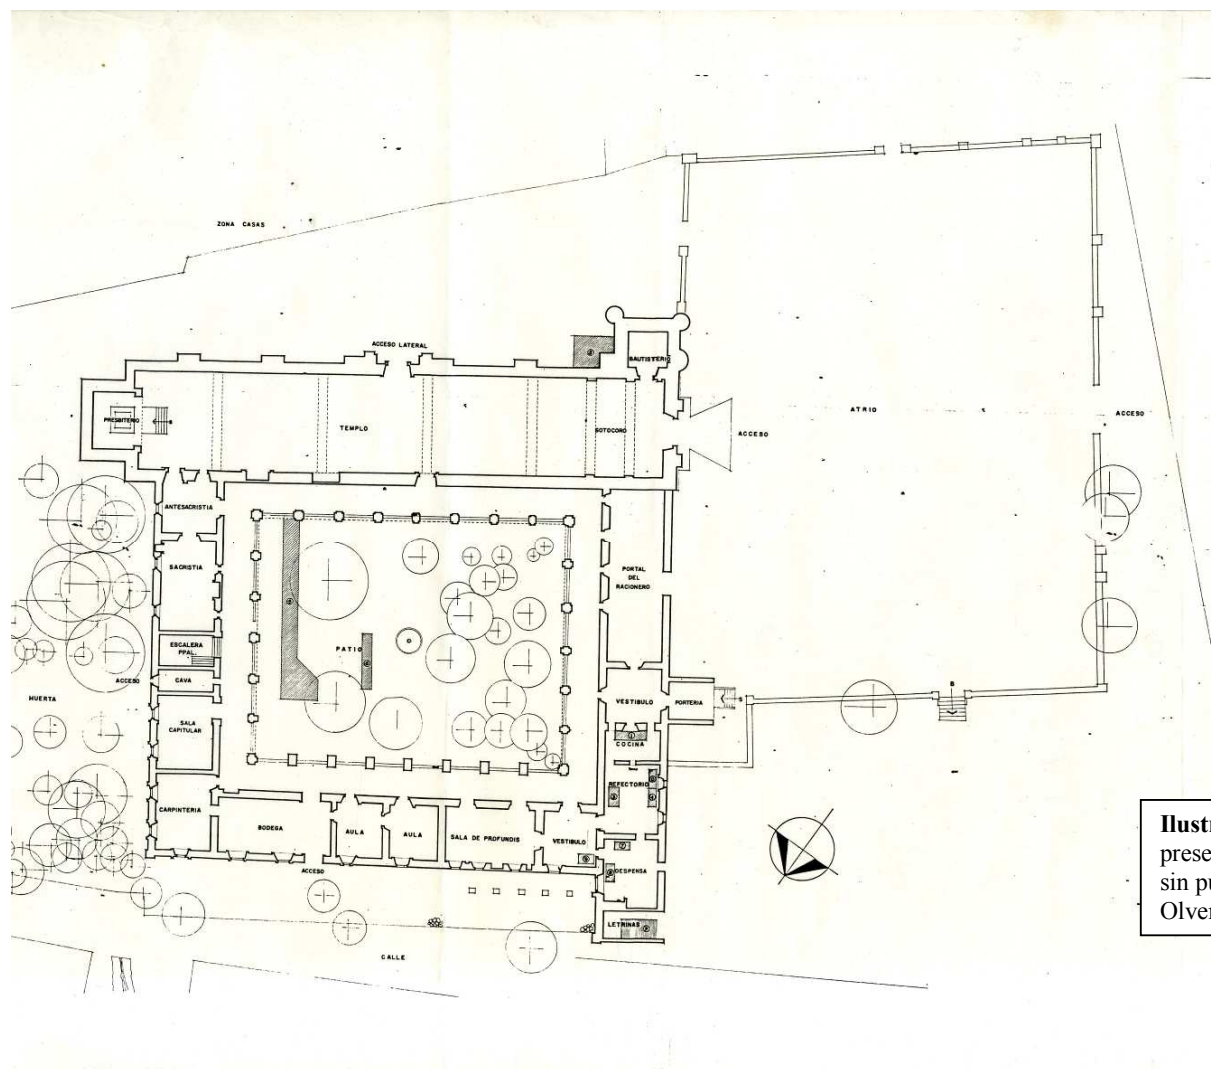 ZONA CASAS
ACCESO LATERAL
BAUTISTERIO
PRESBITERIO
TEMPLO
SOTOCORO
ACCESO
ATRIO
ACCESO
ANTESACRISTIA
SACRISTIA
PORTAL
DEL
RACIONERO
ESCALERA
PPAL.
PATIO
ACCESO
CAVA
HUERTA
VESTIBULO
PORTERIA
S
B
SALA
CAPITULAR
COCINA
REFECTORIO
CARPINTERIA
BODEGA
AULA
AULA
SALA DE PROFUNDIS
VESTIBULO
DESPENSA
ACCESO
LETRINAS
CALLE
Ilustr
prese
sin pu
Olver